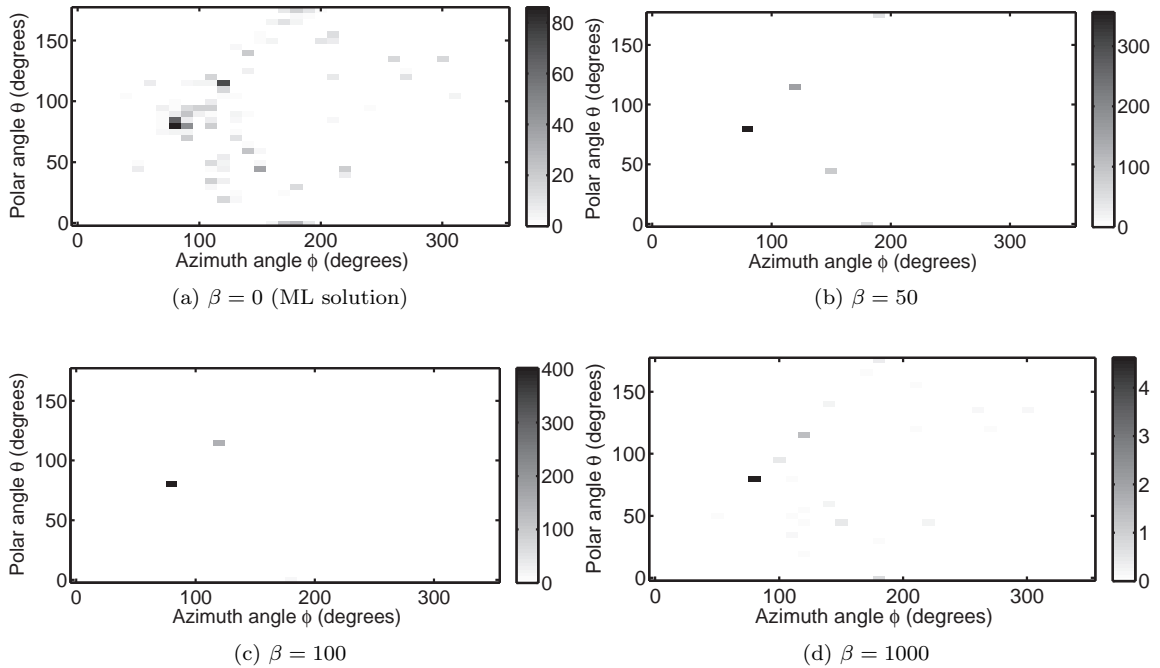 150
100
50
0
Polar angle θ (degrees)
0 100 200 300
Azimuth angle ϕ (degrees)
80
60
40
20
0
(a) β = 0 (ML solution)
150
100
50
0
Polar angle θ (degrees)
0 100 200 300
Azimuth angle ϕ (degrees)
300
200
100
0
(b) β = 50
150
100
50
0
Polar angle θ (degrees)
0 100 200 300
Azimuth angle ϕ (degrees)
400
300
200
100
0
(c) β = 100
150
100
50
0
Polar angle θ (degrees)
0 100 200 300
Azimuth angle ϕ (degrees)
4
3
2
1
0
(d) β = 1000